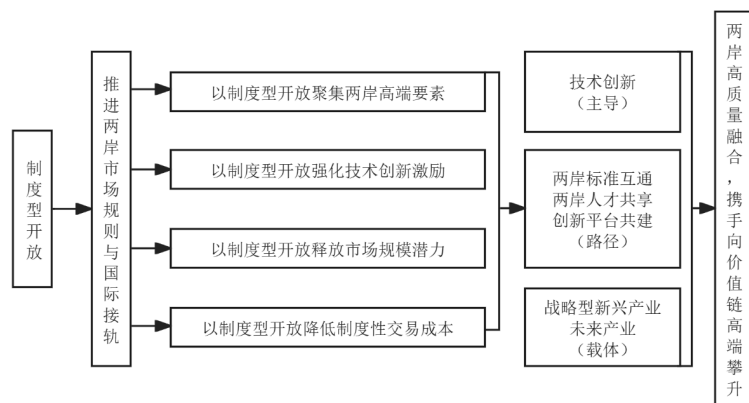 制度型开放
推进两岸市场规则与国际接轨
以制度型开放聚集两岸高端要素
以制度型开放强化技术创新激励
以制度型开放释放市场规模潜力
以制度型开放降低制度性交易成本
技术创新
（主导）
两岸标准互通
两岸人才共享
创新平台共建
（路径）
战略型新兴产业
未来产业
（载体）
两岸高质量融合，携手向价值链高端攀升